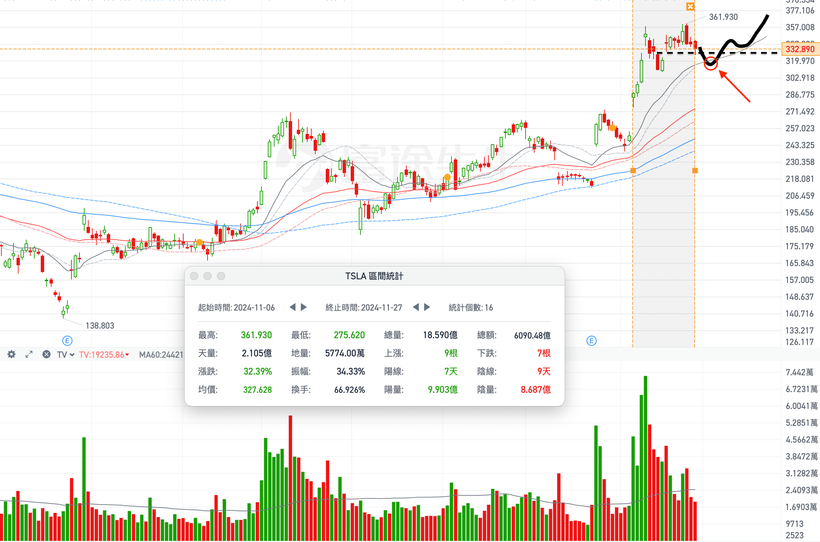 377.106
361.930
357.008
332.890
319.970
302.918
286.775
271.492
257.023
243.325
230.358
218.081
206.459
195.456
185.040
175.179
165.843
157.005
148.637
140.716
133.217
126.117
138.803
E
E
TSLA 區間統計
起始時間: 2024-11-06 終止時間: 2024-11-27 統計個數: 16
最高: 361.930 最低: 275.620 總量: 18.590億 總額: 6090.48億
天量: 2.105億 地量: 5774.00萬 上漲: 9根 下跌: 7根
漲跌: 32.39% 振幅: 34.33% 陽線: 7天 陰線: 9天
均價: 327.628 換手: 66.926% 陽量: 9.903億 陰量: 8.687億
TV TV:19235.86 MA60:24421
7.442萬
6.7231萬
6.0041萬
5.2851萬
4.5662萬
3.8472萬
3.1282萬
2.4093萬
1.6903萬
9713
2523